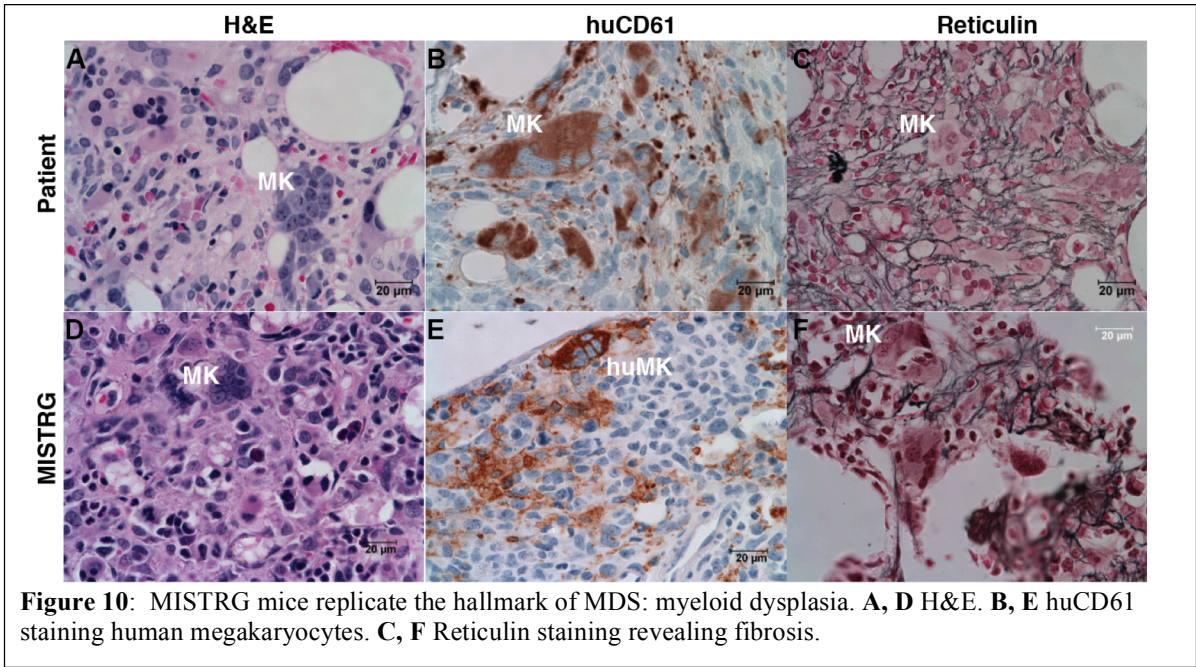 H&E huCD61 Reticulin
Patient
A MK 20 µm
B MK 20 µm
C MK 20 µm
MISTRG
D MK 20 µm
E huMK 20 µm
F MK 20 µm
Figure 10: MISTRG mice replicate the hallmark of MDS: myeloid dysplasia. A, D H&E. B, E huCD61
staining human megakaryocytes. C, F Reticulin staining revealing fibrosis.